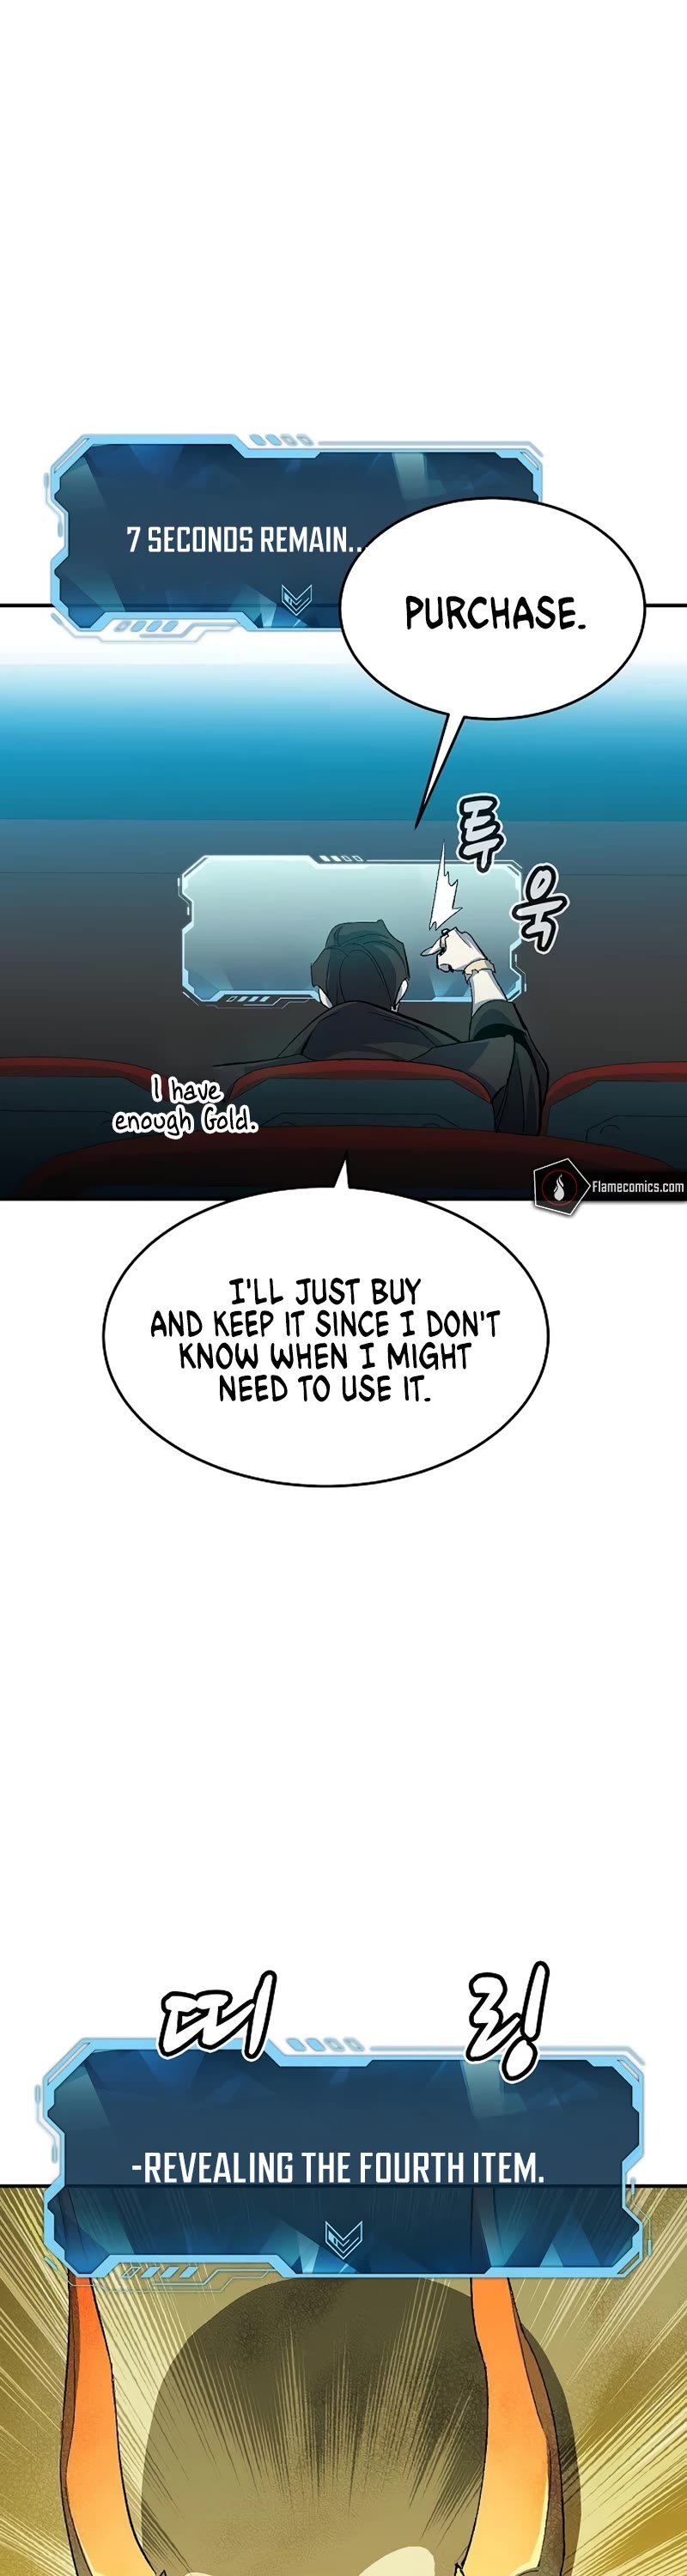 7 SECONDS REMAIN...
PURCHASE.
투
욱
I have
enough Gold.
Flamecomics.com
I'LL JUST BUY
AND KEEP IT SINCE I DON'T
KNOW WHEN I MIGHT
NEED TO USE IT.
띠 링!
-REVEALING THE FOURTH ITEM.